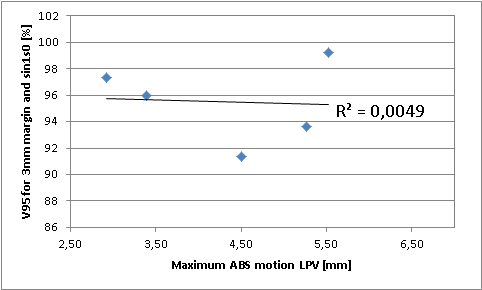 102
100
98
96
94
92
90
88
86
V95 for 3mm margin and sin1s0 [%]
R² = 0,0049
2,50 3,50 4,50 5,50 6,50
Maximum ABS motion LPV [mm]